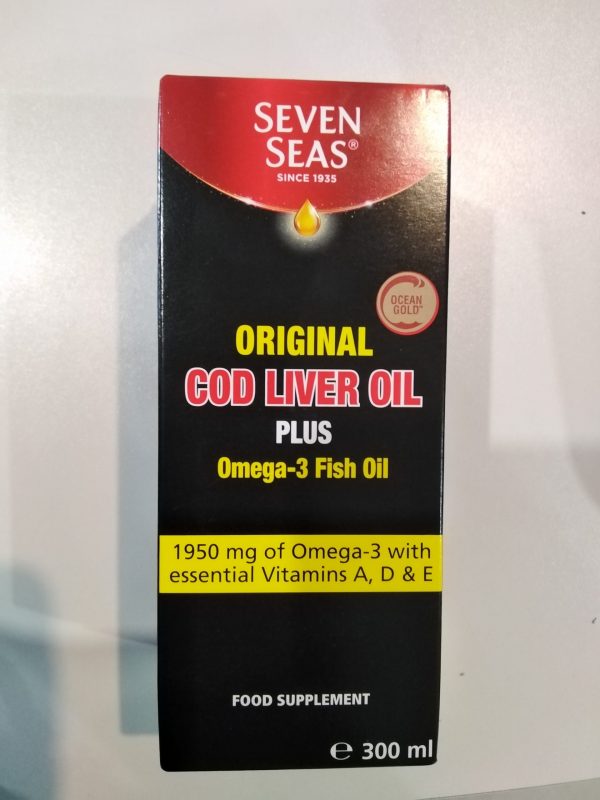 SEVEN
SEAS®
SINCE 1935
OCEAN
GOLD™
ORIGINAL
COD LIVER OIL
PLUS
Omega-3 Fish Oil
1950 mg of Omega-3 with
essential Vitamins A, D & E
FOOD SUPPLEMENT
℮ 300 ml